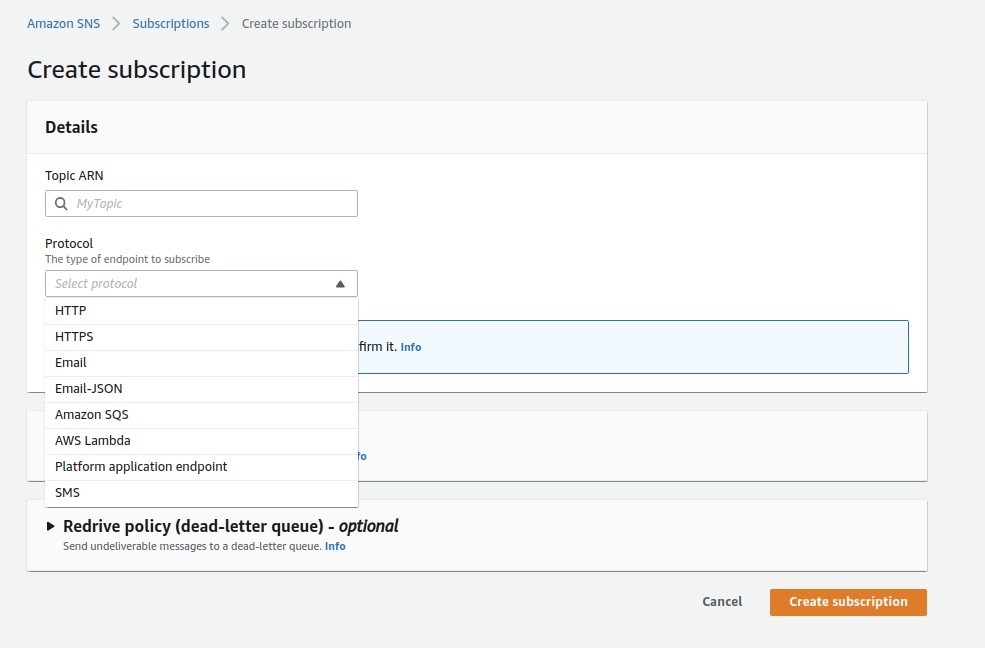 Amazon SNS > Subscriptions > Create subscription
Create subscription
Details
Topic ARN
MyTopic
Protocol
The type of endpoint to subscribe
Select protocol
HTTP
HTTPS
firm it. Info
Email
Email-JSON
Amazon SQS
AWS Lambda
fo
Platform application endpoint
SMS
Redrive policy (dead-letter queue) - optional
Send undeliverable messages to a dead-letter queue. Info
Cancel
Create subscription